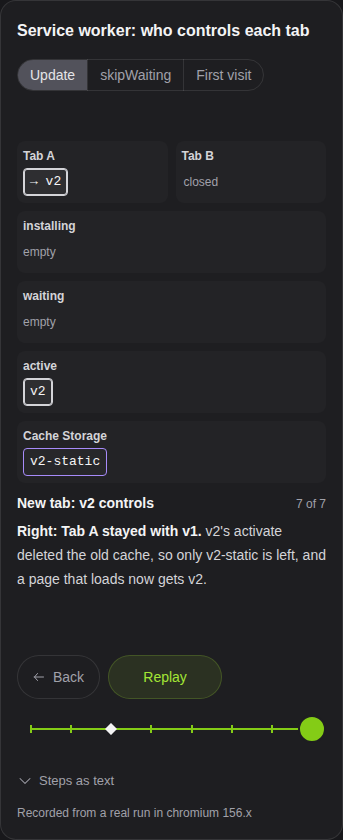 Service worker: who controls each tab
Update skipWaiting First visit
Tab A Tab B
→ v2 closed
installing
empty
waiting
empty
active
v2
Cache Storage
v2-static
New tab: v2 controls 7 of 7
Right: Tab A stayed with v1. v2's activate
deleted the old cache, so only v2-static is left, and
a page that loads now gets v2.
← Back Replay
Steps as text
Recorded from a real run in chromium 156.x